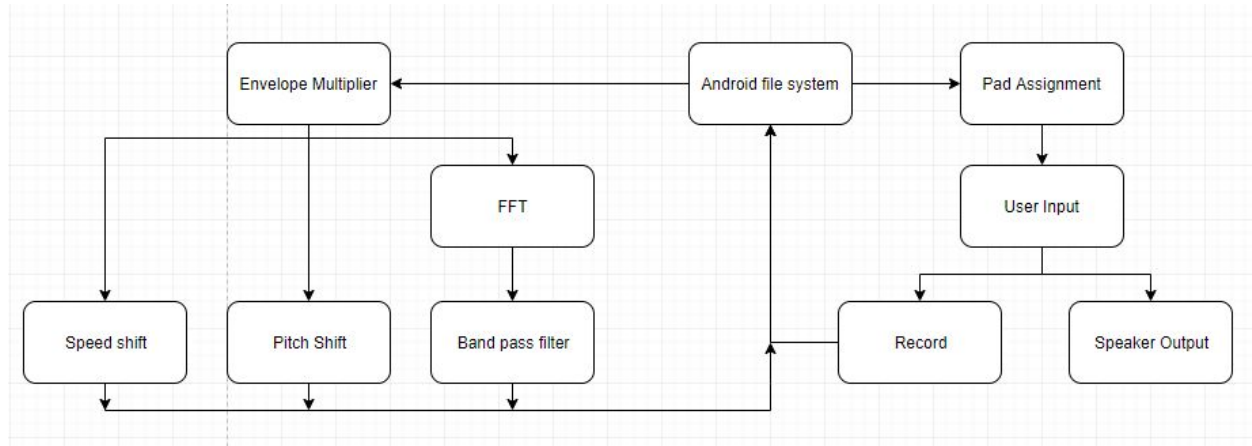 Envelope Multiplier
Android file system
Pad Assignment
FFT
User Input
Speed shift
Pitch Shift
Band pass filter
Record
Speaker Output